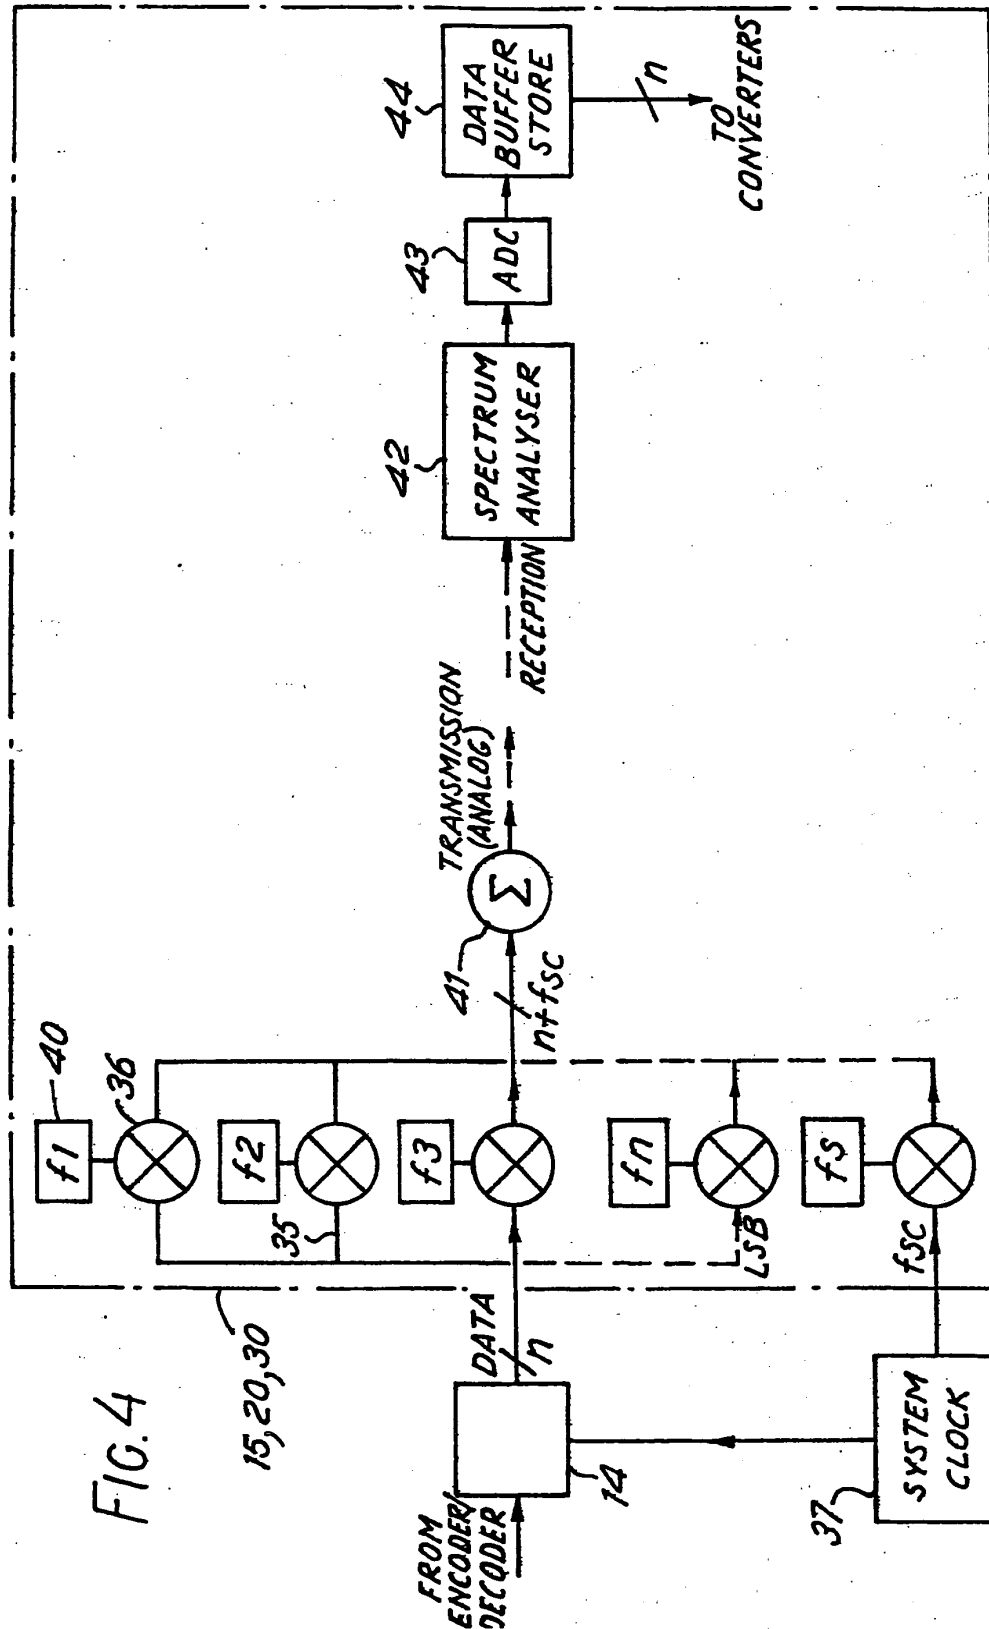 FIG. 4
15,20,30
FROM
ENCODER/
DECODER
14
DATA
n
SYSTEM
CLOCK
37
fSC
LSB
35
f1
40
36
f2
f3
fn
fS
n+fSC
41
Σ
TRANSMISSION
(ANALOG)
RECEPTION
42
SPECTRUM
ANALYSER
43
ADC
44
DATA
BUFFER
STORE
n
TO
CONVERTERS